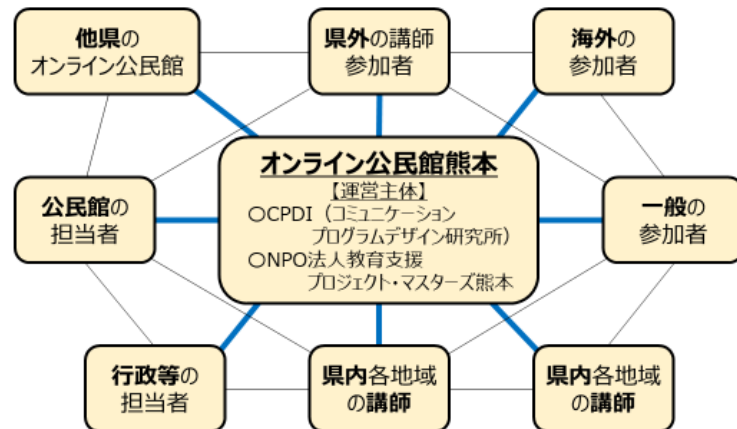 他県の
オンライン公民館
県外の講師
参加者
海外の
参加者
オンライン公民館熊本
【運営主体】
〇CPDI（コミュニケーション
プログラムデザイン研究所）
〇NPO法人教育支援
プロジェクト・マスターズ熊本
公民館の
担当者
一般の
参加者
行政等の
担当者
県内各地域
の講師
県内各地域
の講師